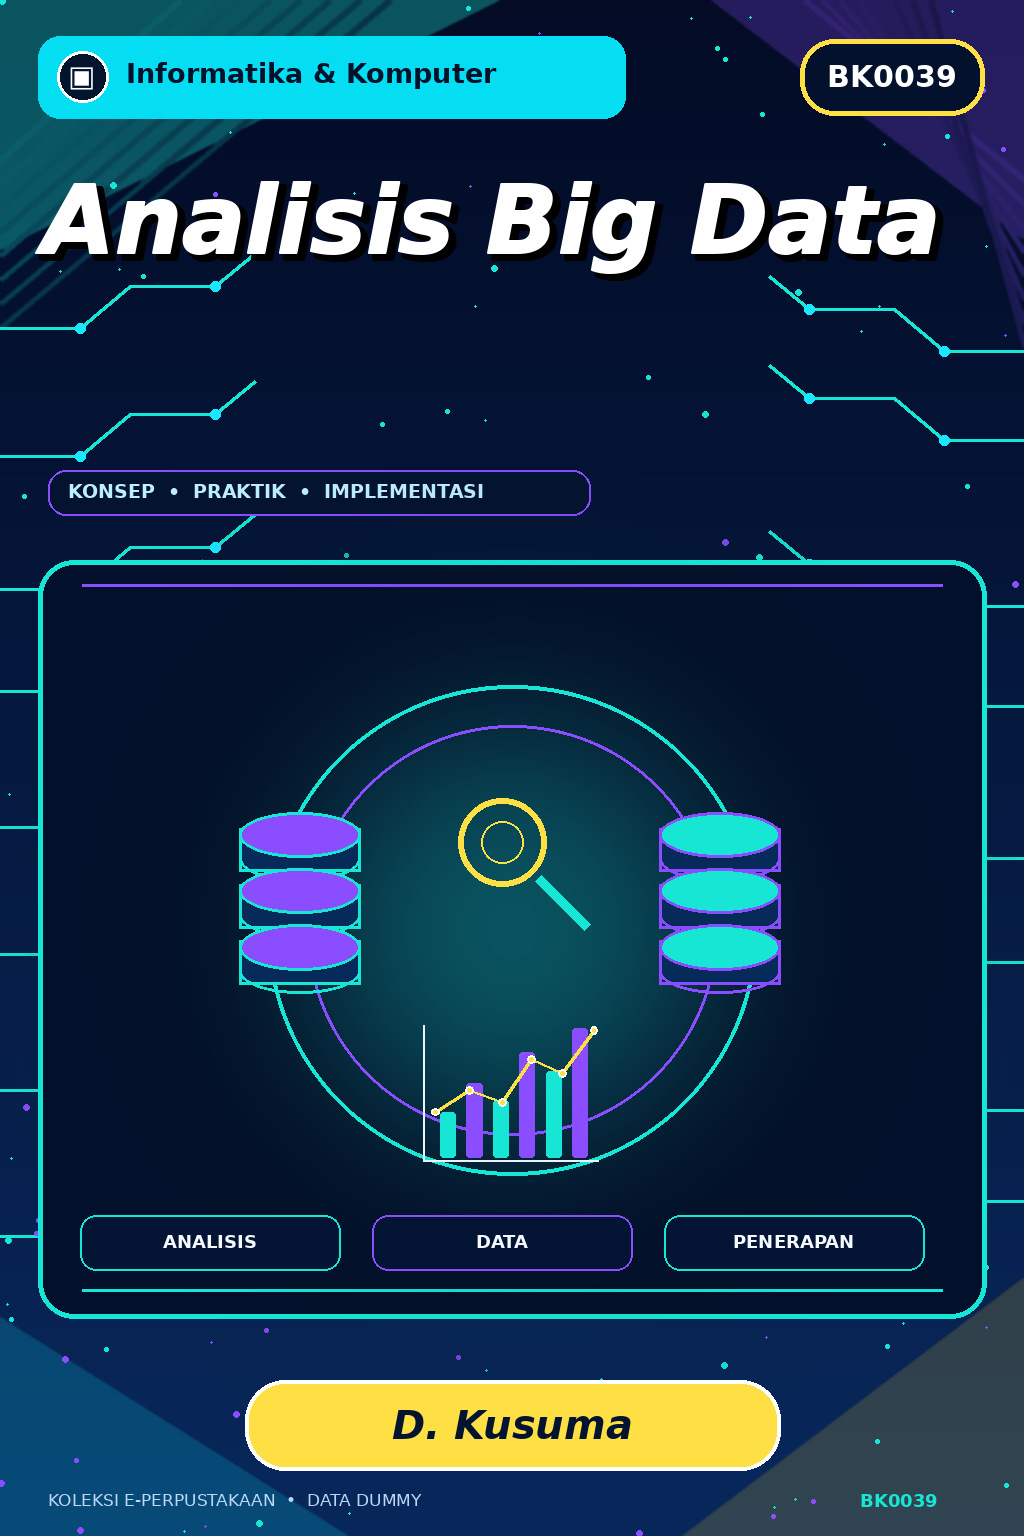 Informatika & Komputer
BK0039
Analisis Big Data
KONSEP • PRAKTIK • IMPLEMENTASI
ANALISIS
DATA
PENERAPAN
D. Kusuma
KOLEKSI E-PERPUSTAKAAN • DATA DUMMY
BK0039